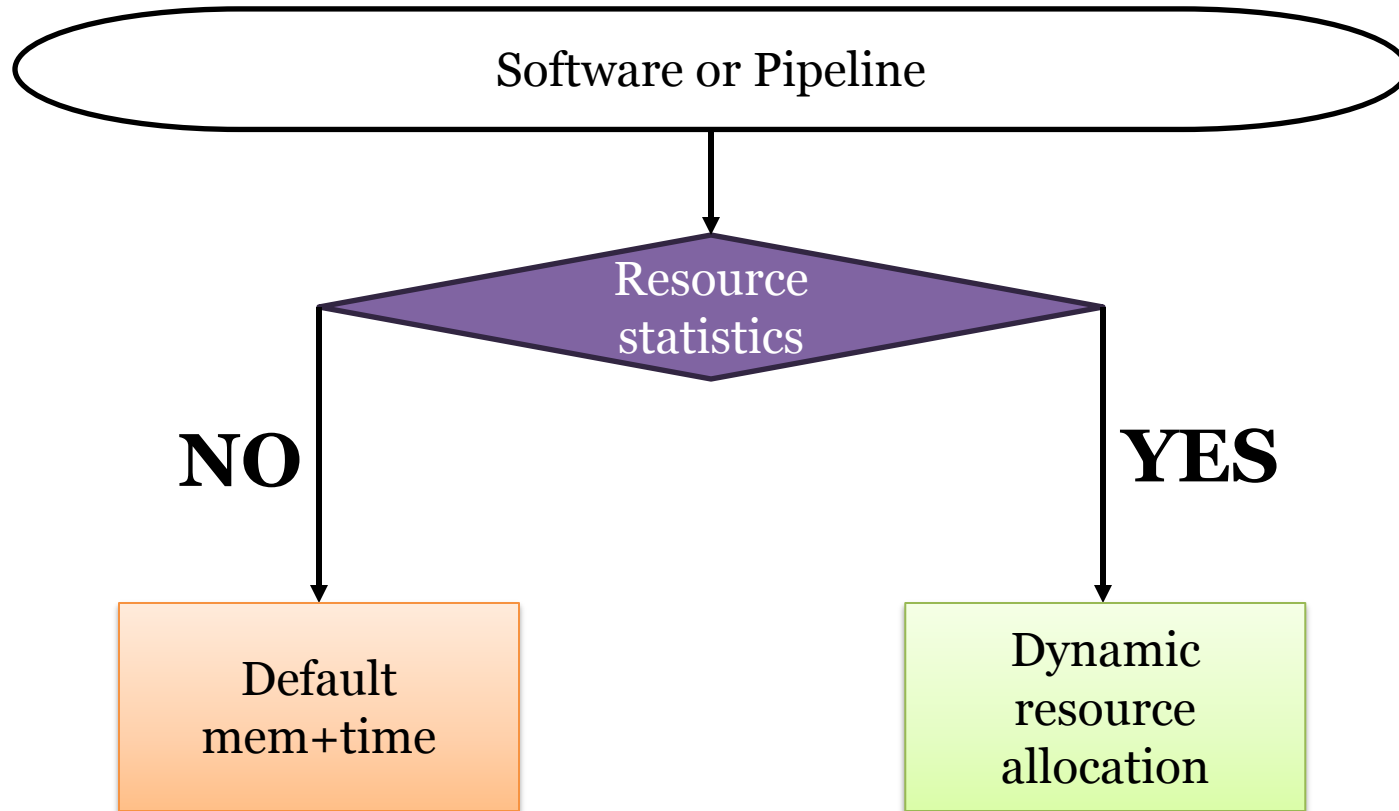 Software or Pipeline
Resource
statistics
NO
YES
Default
mem+time
Dynamic
resource
allocation